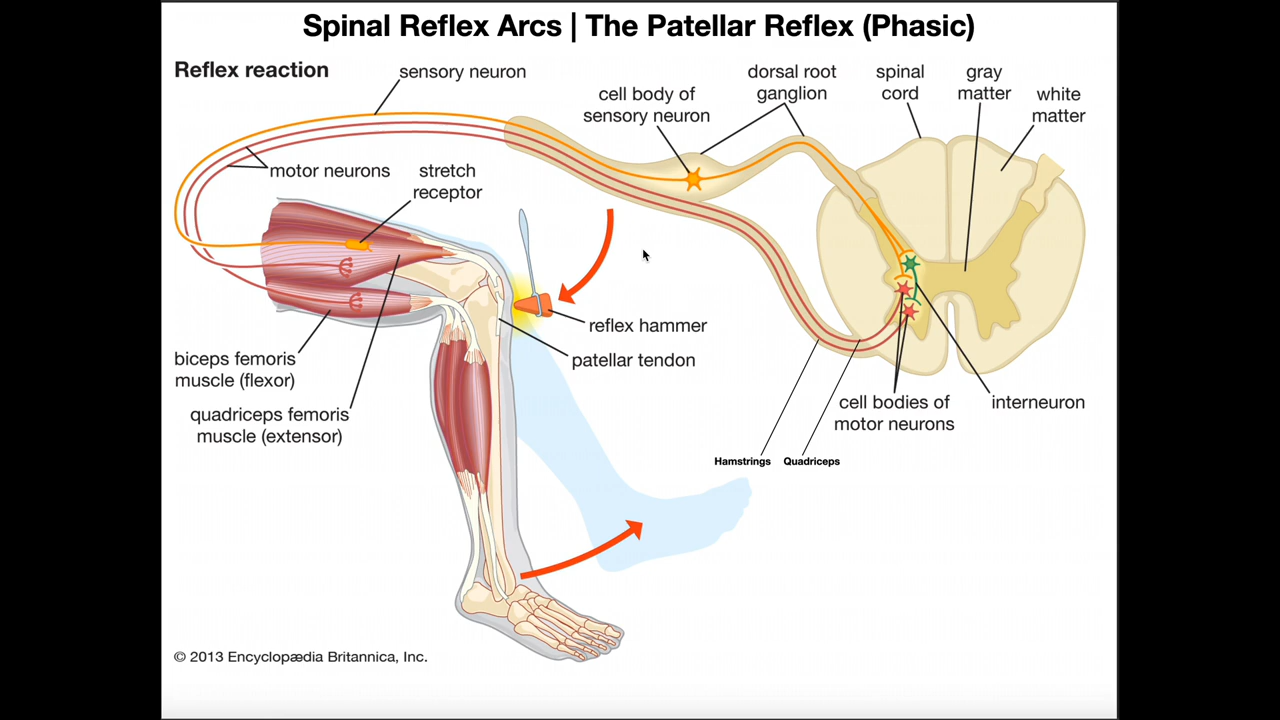 Spinal Reflex Arcs | The Patellar Reflex (Phasic)
Reflex reaction
sensory neuron
cell body of
sensory neuron
dorsal root
ganglion
spinal
cord
gray
matter
white
matter
motor neurons
stretch
receptor
reflex hammer
patellar tendon
biceps femoris
muscle (flexor)
quadriceps femoris
muscle (extensor)
cell bodies of
motor neurons
interneuron
Hamstrings
Quadriceps
© 2013 Encyclopædia Britannica, Inc.